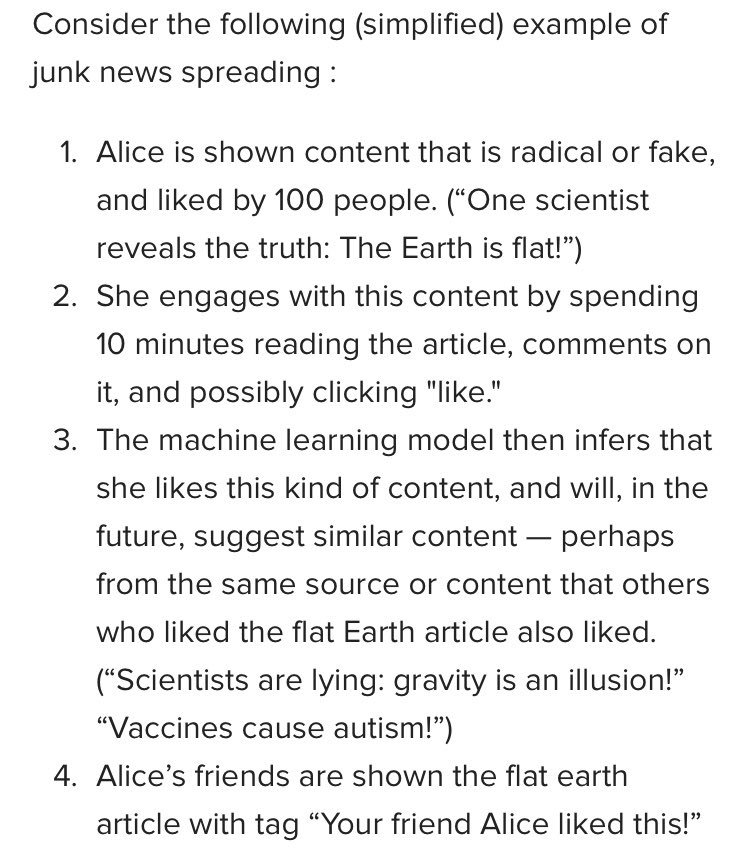 Consider the following (simplified) example of
junk news spreading :
1. Alice is shown content that is radical or fake,
and liked by 100 people. (“One scientist
reveals the truth: The Earth is flat!”)
2. She engages with this content by spending
10 minutes reading the article, comments on
it, and possibly clicking "like."
3. The machine learning model then infers that
she likes this kind of content, and will, in the
future, suggest similar content — perhaps
from the same source or content that others
who liked the flat Earth article also liked.
(“Scientists are lying: gravity is an illusion!”
“Vaccines cause autism!”)
4. Alice’s friends are shown the flat earth
article with tag “Your friend Alice liked this!”